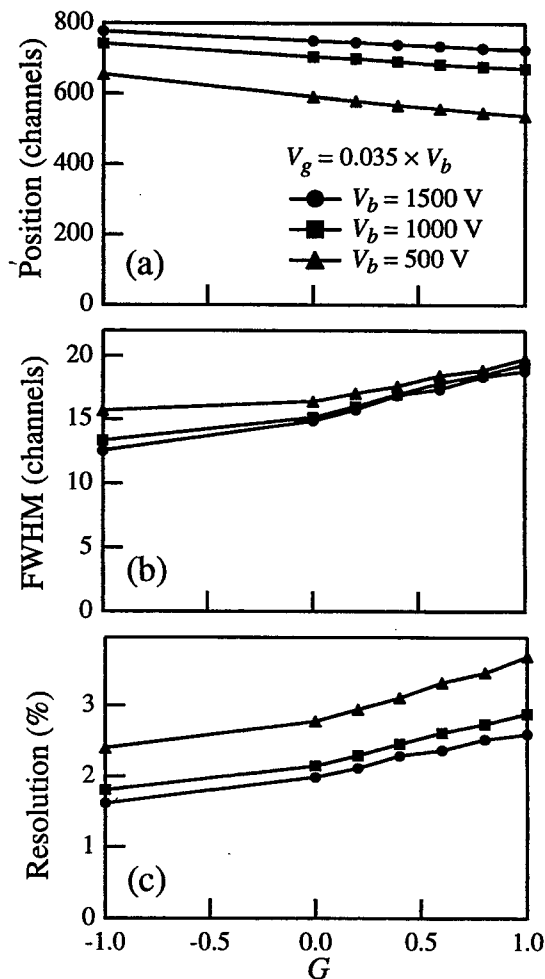 800
600
400
200
0
Position (channels)
V_g = 0.035 × V_b
V_b = 1500 V
V_b = 1000 V
V_b = 500 V
(a)
20
15
10
5
0
FWHM (channels)
(b)
3
2
1
0
Resolution (%)
(c)
-1.0 -0.5 0.0 0.5 1.0
G